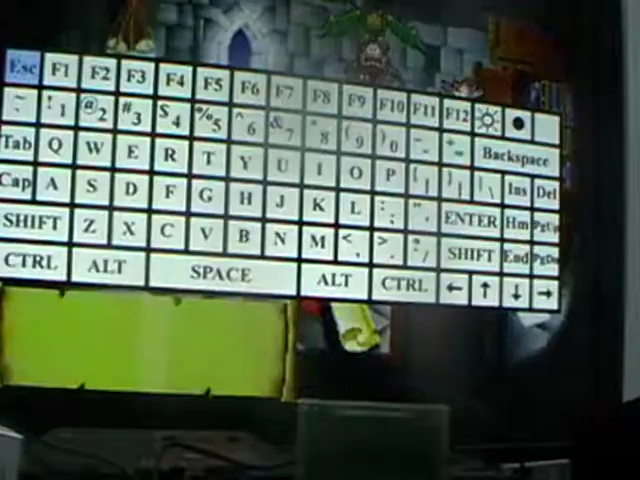 Esc F1 F2 F3 F4 F5 F6 F7 F8 F9 F10 F11 F12
~ ! 1 @ 2 # 3 $ 4 % 5 ^ 6 & 7 * 8 ( 9 ) 0 - + = Backspace
Tab Q W E R T Y U I O P { [ } ] | \ Ins Del
Cap A S D F G H J K L : ; " ' ENTER Hm PgUp
SHIFT Z X C V B N M < , > . ? / SHIFT End PgDn
CTRL ALT SPACE ALT CTRL ← ↑ ↓ →